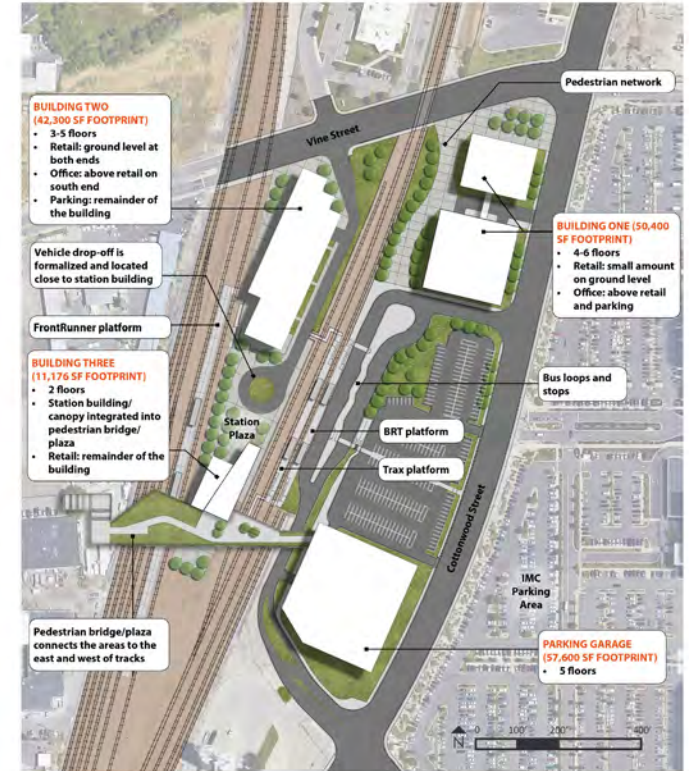 Pedestrian network
BUILDING TWO
(42,300 SF FOOTPRINT)
• 3-5 floors
• Retail: ground level at
both ends
• Office: above retail on
south end
• Parking: remainder of
the building
Vine Street
Vehicle drop-off is
formalized and located
close to station building
BUILDING ONE (50,400
SF FOOTPRINT)
• 4-6 floors
• Retail: small amount
on ground level
• Office: above retail
and parking
FrontRunner platform
BUILDING THREE
(11,176 SF FOOTPRINT)
• 2 floors
• Station building/
canopy integrated into
pedestrian bridge/
plaza
• Retail: remainder of the
building
Bus loops and
stops
Station
Plaza
BRT platform
Trax platform
Cottonwood Street
IMC
Parking
Area
Pedestrian bridge/plaza
connects the areas to the
east and west of tracks
PARKING GARAGE
(57,600 SF FOOTPRINT)
• 5 floors
N
0 100' 200' 400'